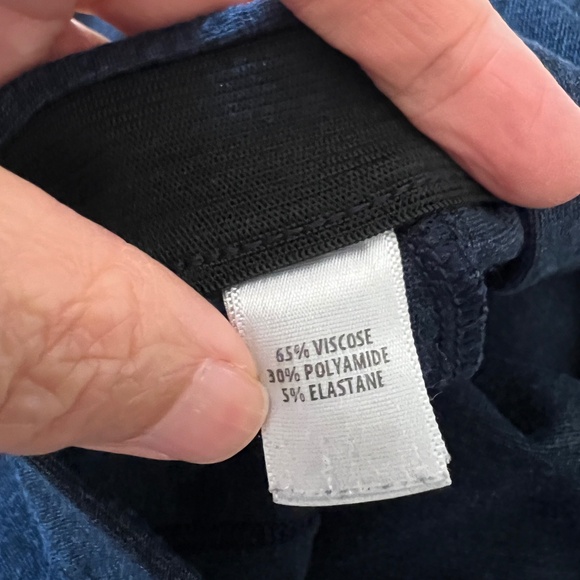 65% VISCOSE
30% POLYAMIDE
5% ELASTANE